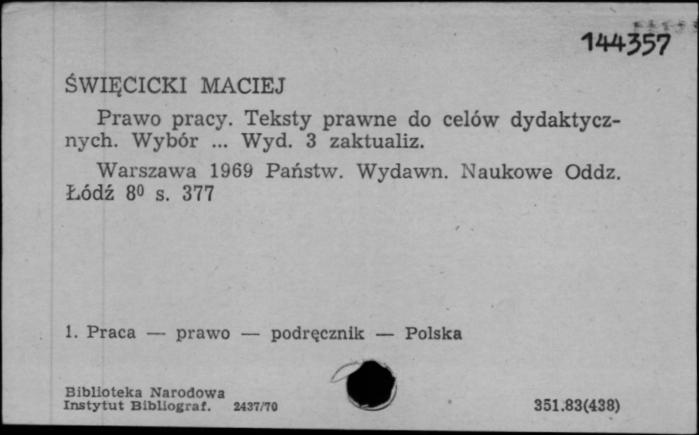 144357
ŚWIĘCICKI MACIEJ
Prawo pracy. Teksty prawne do celów dydaktycz-
nych. Wybór ... Wyd. 3 zaktualiz.
Warszawa 1969 Państw. Wydawn. Naukowe Oddz.
Łódź 8⁰ s. 377
1. Praca — prawo — podręcznik — Polska
Biblioteka Narodowa
Instytut Bibliograf. 2437/70
351.83(438)